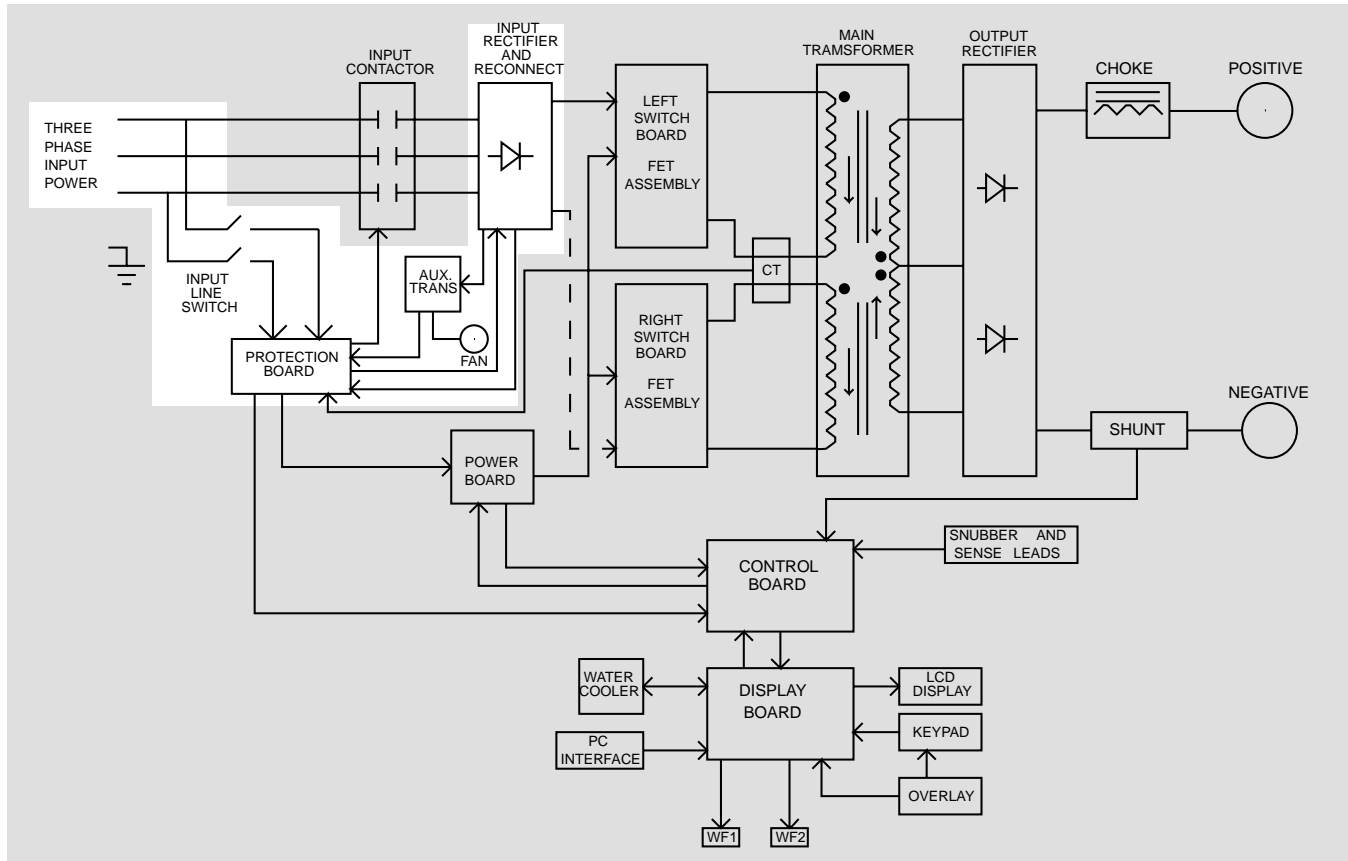 INPUT
RECTIFIER
AND
RECONNECT
INPUT
CONTACTOR
MAIN
TRAMSFORMER
OUTPUT
RECTIFIER
CHOKE
POSITIVE
THREE
PHASE
INPUT
POWER
LEFT
SWITCH
BOARD
FET
ASSEMBLY
INPUT
LINE
SWITCH
AUX.
TRANS
FAN
CT
PROTECTION
BOARD
RIGHT
SWITCH
BOARD
FET
ASSEMBLY
NEGATIVE
SHUNT
POWER
BOARD
SNUBBER AND
SENSE LEADS
CONTROL
BOARD
WATER
COOLER
DISPLAY
BOARD
LCD
DISPLAY
PC
INTERFACE
KEYPAD
OVERLAY
WF1
WF2